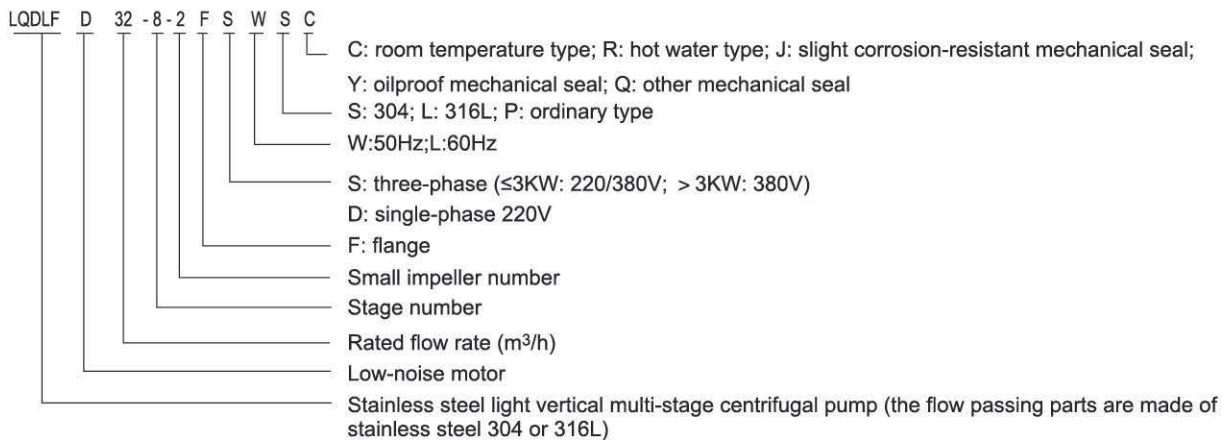 LQDLF D 32 - 8 - 2 F S W S C
C: room temperature type; R: hot water type; J: slight corrosion-resistant mechanical seal;
Y: oilproof mechanical seal; Q: other mechanical seal
S: 304; L: 316L; P: ordinary type
W:50Hz;L:60Hz
S: three-phase (≤3KW: 220/380V; > 3KW: 380V)
D: single-phase 220V
F: flange
Small impeller number
Stage number
Rated flow rate (m³/h)
Low-noise motor
Stainless steel light vertical multi-stage centrifugal pump (the flow passing parts are made of
stainless steel 304 or 316L)